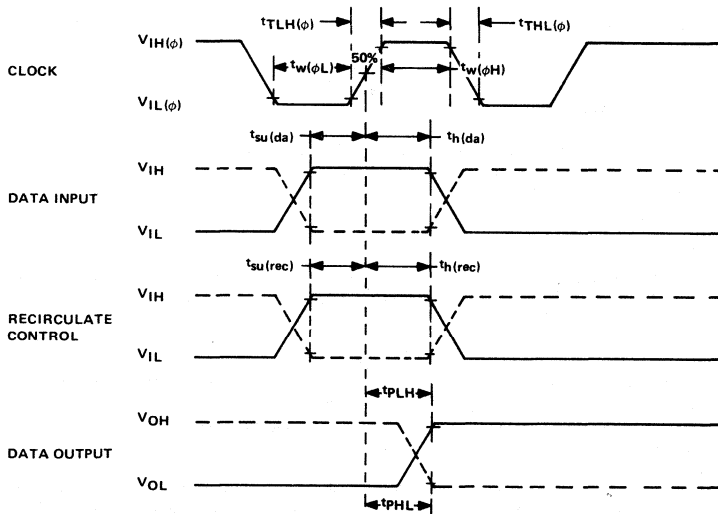 tTLH(ϕ)
tTHL(ϕ)
CLOCK
VIH(ϕ)
tw(ϕL)
50%
tw(ϕH)
VIL(ϕ)
tsu(da)
th(da)
DATA INPUT
VIH
VIL
tsu(rec)
th(rec)
RECIRCULATE
CONTROL
VIH
VIL
tPLH
DATA OUTPUT
VOH
VOL
tPHL